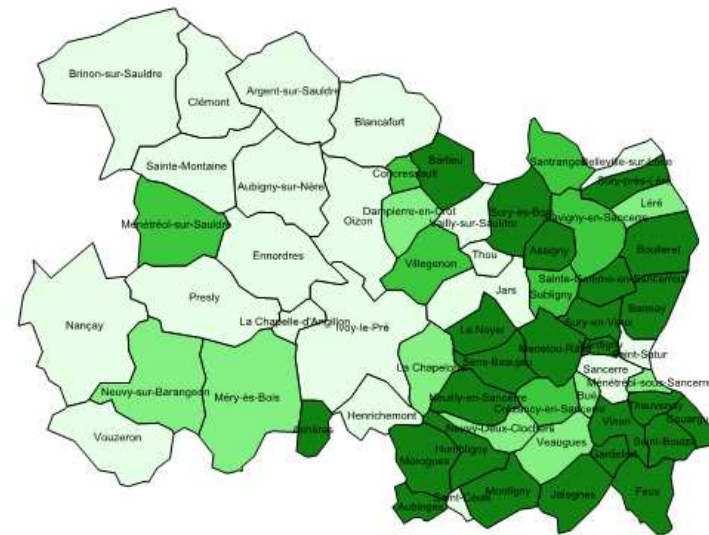 Brinon-sur-Sauldre
Clémont
Argent-sur-Sauldre
Blancafort
Sainte-Montaine
Aubigny-sur-Nère
Concressault
Barlieu
Santranges
Belleville-sur-Loire
Sury-près-Léré
Léré
Ménétréol-sur-Sauldre
Oizon
Dampierre-en-Crot
Vailly-sur-Sauldre
Sury-ès-Bois
Savigny-en-Sancerre
Ennordres
Villegenon
Thou
Assigny
Boulleret
Sainte-Gemme-en-Sancerrois
Subligny
Jars
Presly
Nançay
La Chapelle-d'Angillon
Ivoy-le-Pré
Bannay
Sury-en-Vaux
Le Noyer
Menetou-Râtel
Verdigny
Saint-Satur
Sens-Beaujeu
La Chapelotte
Sancerre
Ménétréol-sous-Sancerre
Neuvy-sur-Barangeon
Méry-ès-Bois
Neuilly-en-Sancerre
Bué
Crézancy-en-Sancerre
Thauvenay
Henrichemont
Neuvy-Deux-Clochers
Vinon
Couargues
Vouzeron
Achères
Humbligny
Veaugues
Saint-Bouize
Morogues
Gardefort
Saint-Céols
Montigny
Jalognes
Feux
Aubinges